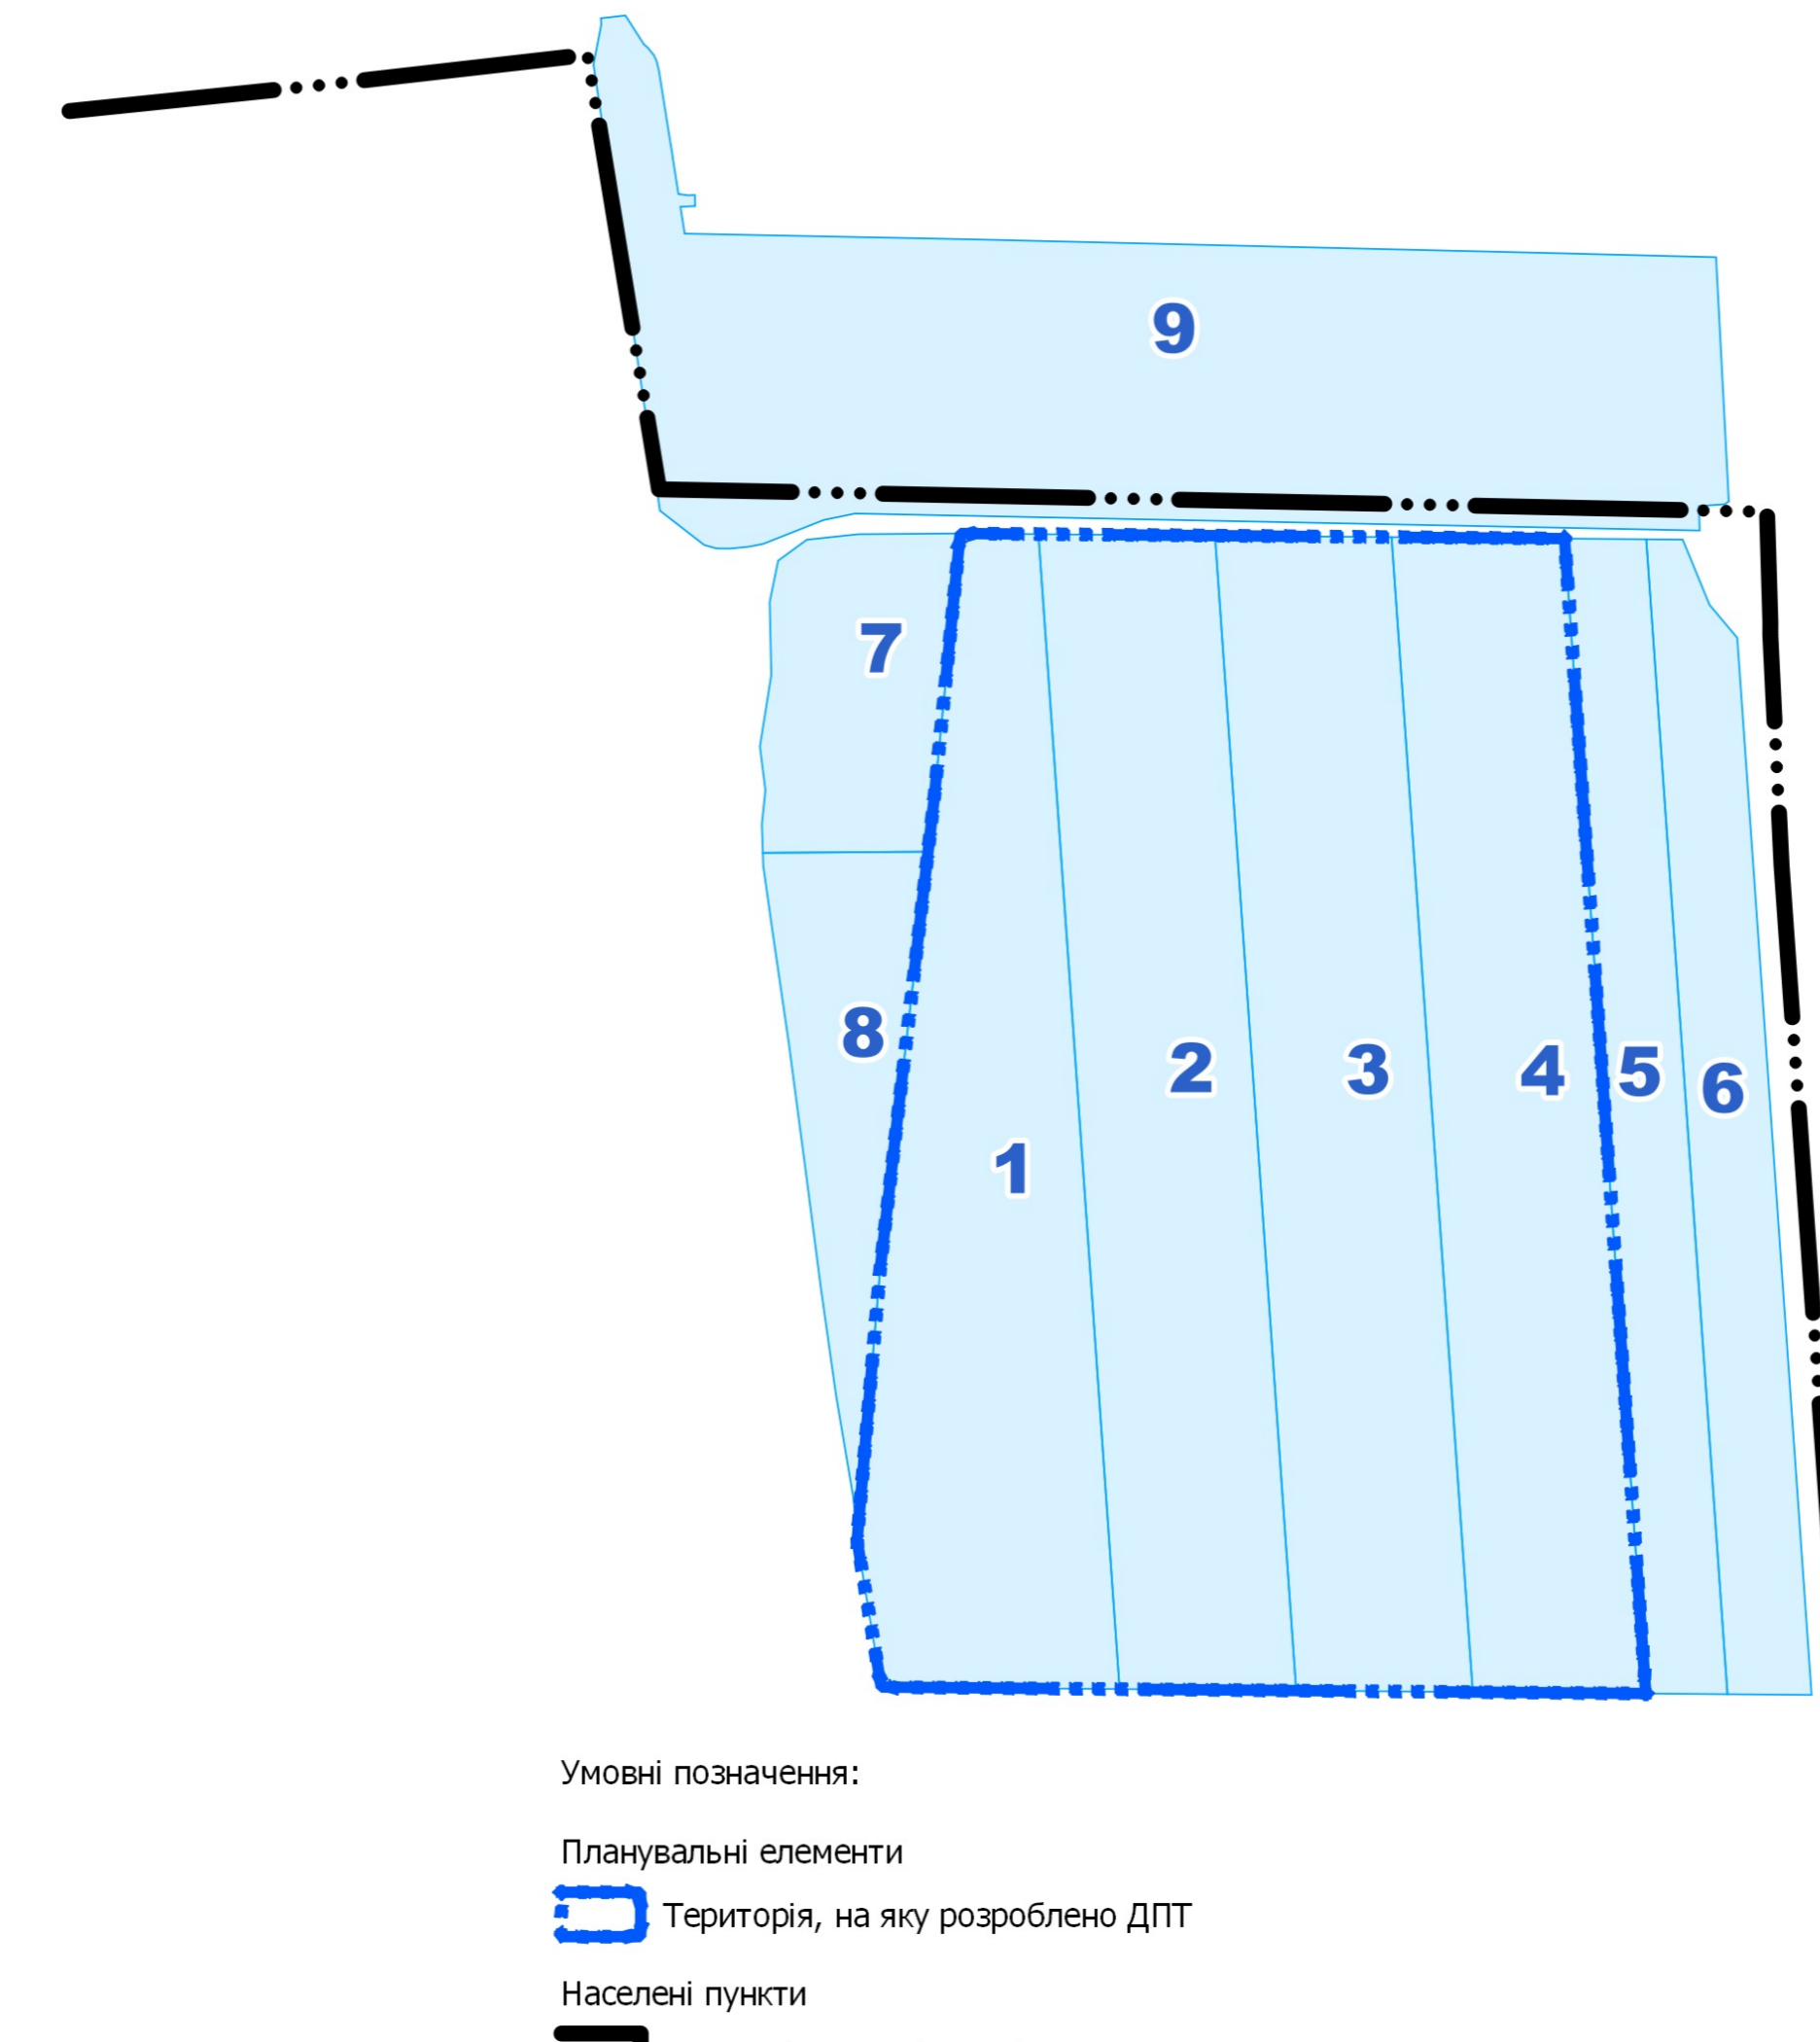 9
7
8
2
3
4
5
6
1
Умовні позначення:
Планувальні елементи
Територія, на яку розроблено ДПТ
Населені пункти